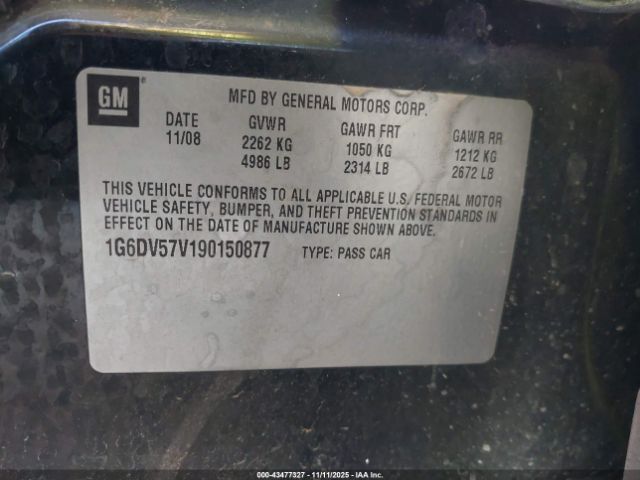 GM ®
MFD BY GENERAL MOTORS CORP.
DATE GVWR GAWR FRT GAWR RR
11/08 2262 KG 1050 KG 1212 KG
4986 LB 2314 LB 2672 LB
THIS VEHICLE CONFORMS TO ALL APPLICABLE U.S. FEDERAL MOTOR
VEHICLE SAFETY, BUMPER, AND THEFT PREVENTION STANDARDS IN
EFFECT ON THE DATE OF MANUFACTURE SHOWN ABOVE.
1G6DV57V190150877 TYPE: PASS CAR
000-43477327 - 11/11/2025 - IAA Inc.